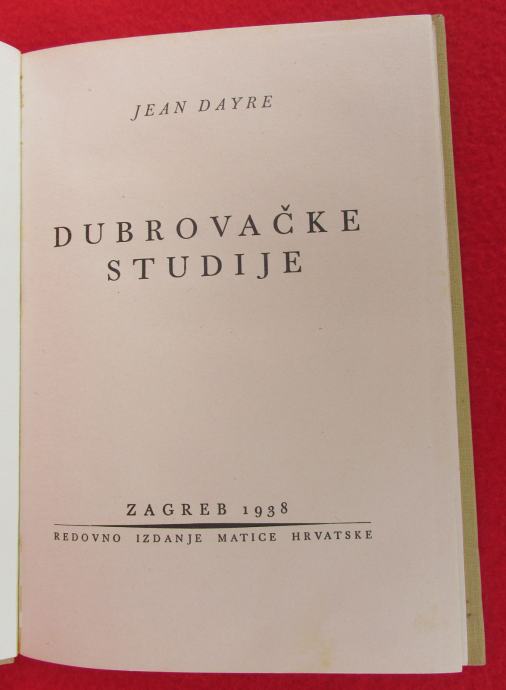 JEAN DAYRE
DUBROVAČKE
STUDIJE
ZAGREB 1938
REDOVNO IZDANJE MATICE HRVATSKE